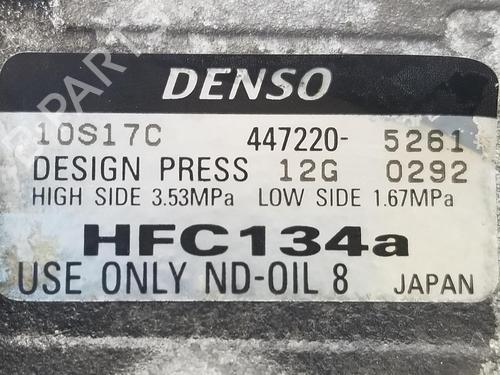 DENSO
10S17C 447220- 5261
DESIGN PRESS 12G 0292
HIGH SIDE 3.53MPa LOW SIDE 1.67MPa
HFC134a
USE ONLY ND-OIL 8 JAPAN